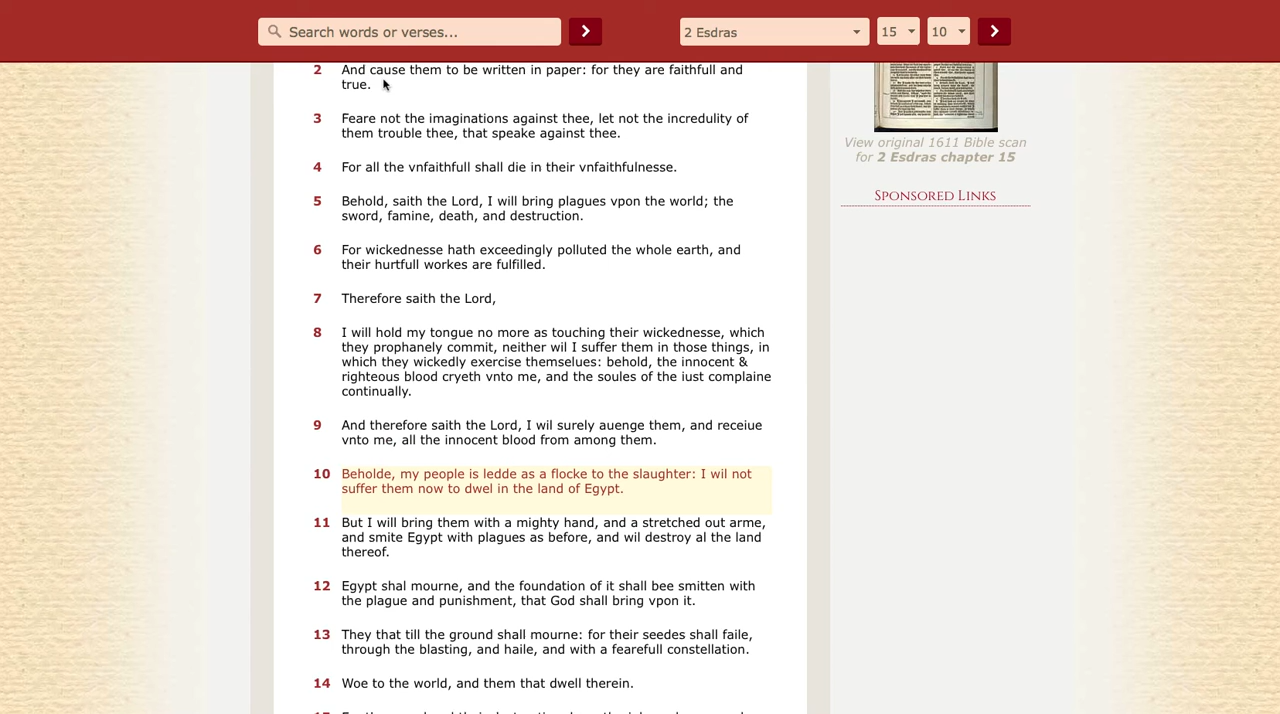 Search words or verses...
2 Esdras
15
10
2 And cause them to be written in paper: for they are faithfull and
true.
3 Feare not the imaginations against thee, let not the incredulity of
them trouble thee, that speake against thee.
4 For all the vnfaithfull shall die in their vnfaithfulnesse.
5 Behold, saith the Lord, I will bring plagues vpon the world; the
sword, famine, death, and destruction.
6 For wickednesse hath exceedingly polluted the whole earth, and
their hurtfull workes are fulfilled.
7 Therefore saith the Lord,
8 I will hold my tongue no more as touching their wickednesse, which
they prophanely commit, neither wil I suffer them in those things, in
which they wickedly exercise themselues: behold, the innocent &
righteous blood cryeth vnto me, and the soules of the iust complaine
continually.
9 And therefore saith the Lord, I wil surely auenge them, and receiue
vnto me, all the innocent blood from among them.
10 Beholde, my people is ledde as a flocke to the slaughter: I wil not
suffer them now to dwel in the land of Egypt.
11 But I will bring them with a mighty hand, and a stretched out arme,
and smite Egypt with plagues as before, and wil destroy al the land
thereof.
12 Egypt shal mourne, and the foundation of it shall bee smitten with
the plague and punishment, that God shall bring vpon it.
13 They that till the ground shall mourne: for their seedes shall faile,
through the blasting, and haile, and with a fearefull constellation.
14 Woe to the world, and them that dwell therein.
View original 1611 Bible scan
for 2 Esdras chapter 15
Sponsored Links